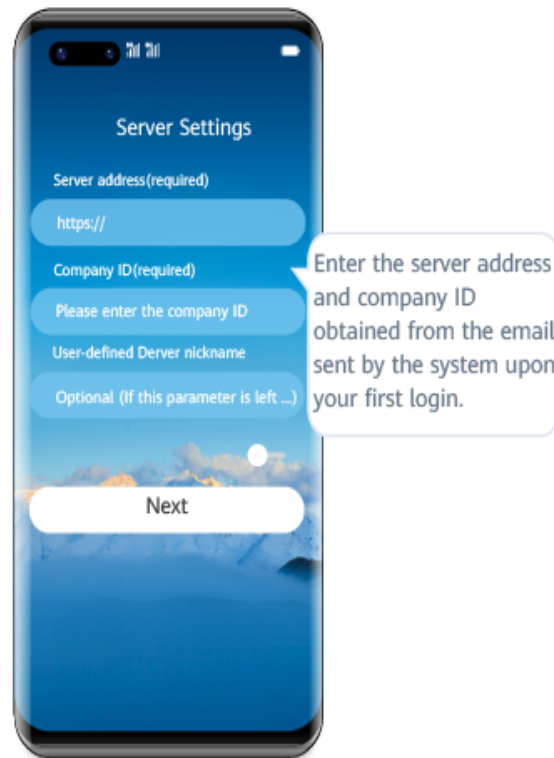 Server Settings
Server address(required)
https://
Company ID(required)
Please enter the company ID
User-defined Derver nickname
Optional (If this parameter is left ...)
Next
Enter the server address
and company ID
obtained from the email
sent by the system upon
your first login.